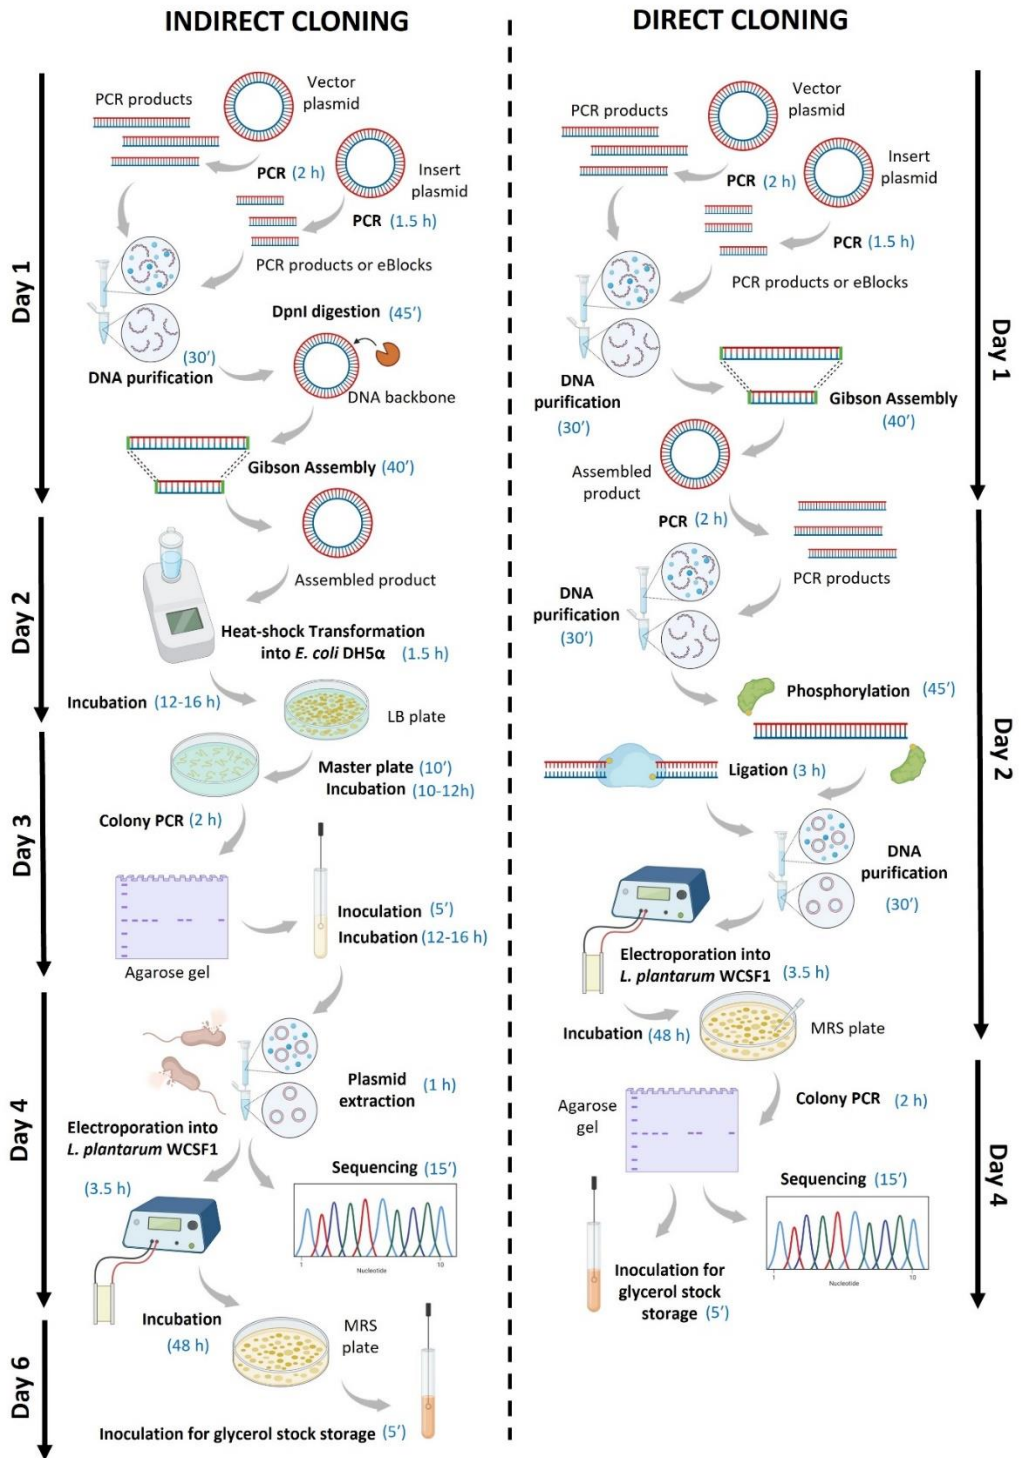 INDIRECT CLONING
Day 1
PCR products
Vector
plasmid
PCR (2 h)
Insert
plasmid
PCR (1.5 h)
PCR products or eBlocks
DpnI digestion (45’)
(30’)
DNA purification
DNA backbone
Gibson Assembly (40’)
Day 2
Assembled product
Heat-shock Transformation
into E. coli DH5α (1.5 h)
Incubation (12-16 h)
LB plate
Day 3
Master plate (10’)
Incubation (10-12h)
Colony PCR (2 h)
Inoculation (5’)
Incubation (12-16 h)
Agarose gel
Day 4
Plasmid
extraction
(1 h)
Electroporation into
L. plantarum WCSF1
(3.5 h)
Sequencing (15’)
1
10
Nucleotide
Incubation
(48 h)
Day 6
MRS
plate
Inoculation for glycerol stock storage (5’)
DIRECT CLONING
Day 1
PCR products
Vector
plasmid
PCR (2 h)
Insert
plasmid
PCR (1.5 h)
PCR products or eBlocks
DNA
purification
(30’)
Gibson Assembly
(40’)
Assembled
product
Day 2
PCR (2 h)
PCR products
DNA
purification
(30’)
Phosphorylation (45’)
Ligation (3 h)
DNA
purification
(30’)
Electroporation into
L. plantarum WCSF1 (3.5 h)
Incubation (48 h)
MRS plate
Day 4
Colony PCR (2 h)
Agarose
gel
Sequencing (15’)
1
10
Nucleotide
Inoculation for
glycerol stock
storage (5’)